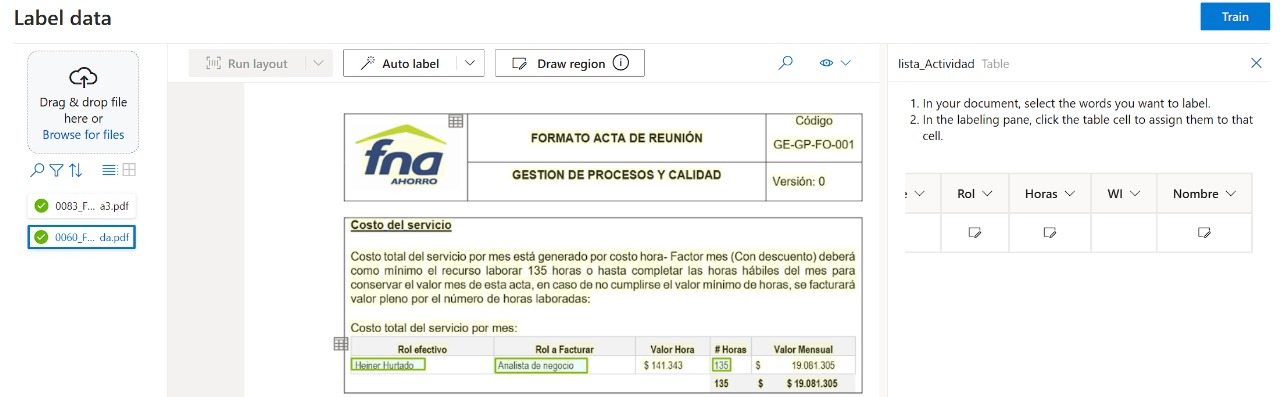 Label data
Train
Drag & drop file
here or
Browse for files
0083_F... a3.pdf
0060_F... da.pdf
Run layout
Auto label
Draw region
fna
AHORRO
FORMATO ACTA DE REUNIÓN
GESTION DE PROCESOS Y CALIDAD
Código
GE-GP-FO-001
Versión: 0
Costo del servicio
Costo total del servicio por mes está generado por costo hora- Factor mes (Con descuento) deberá
como mínimo el recurso laborar 135 horas o hasta completar las horas hábiles del mes para
conservar el valor mes de esta acta, en caso de no cumplirse el valor mínimo de horas, se facturará
valor pleno por el número de horas laboradas:
Costo total del servicio por mes:
Rol efectivo Rol a Facturar Valor Hora # Horas Valor Mensual
Heiner Hurtado Analista de negocio $ 141.343 135 $ 19.081.305
135 $ $ 19.081.305
lista_Actividad Table
1. In your document, select the words you want to label.
2. In the labeling pane, click the table cell to assign them to that
cell.
Rol Horas WI Nombre